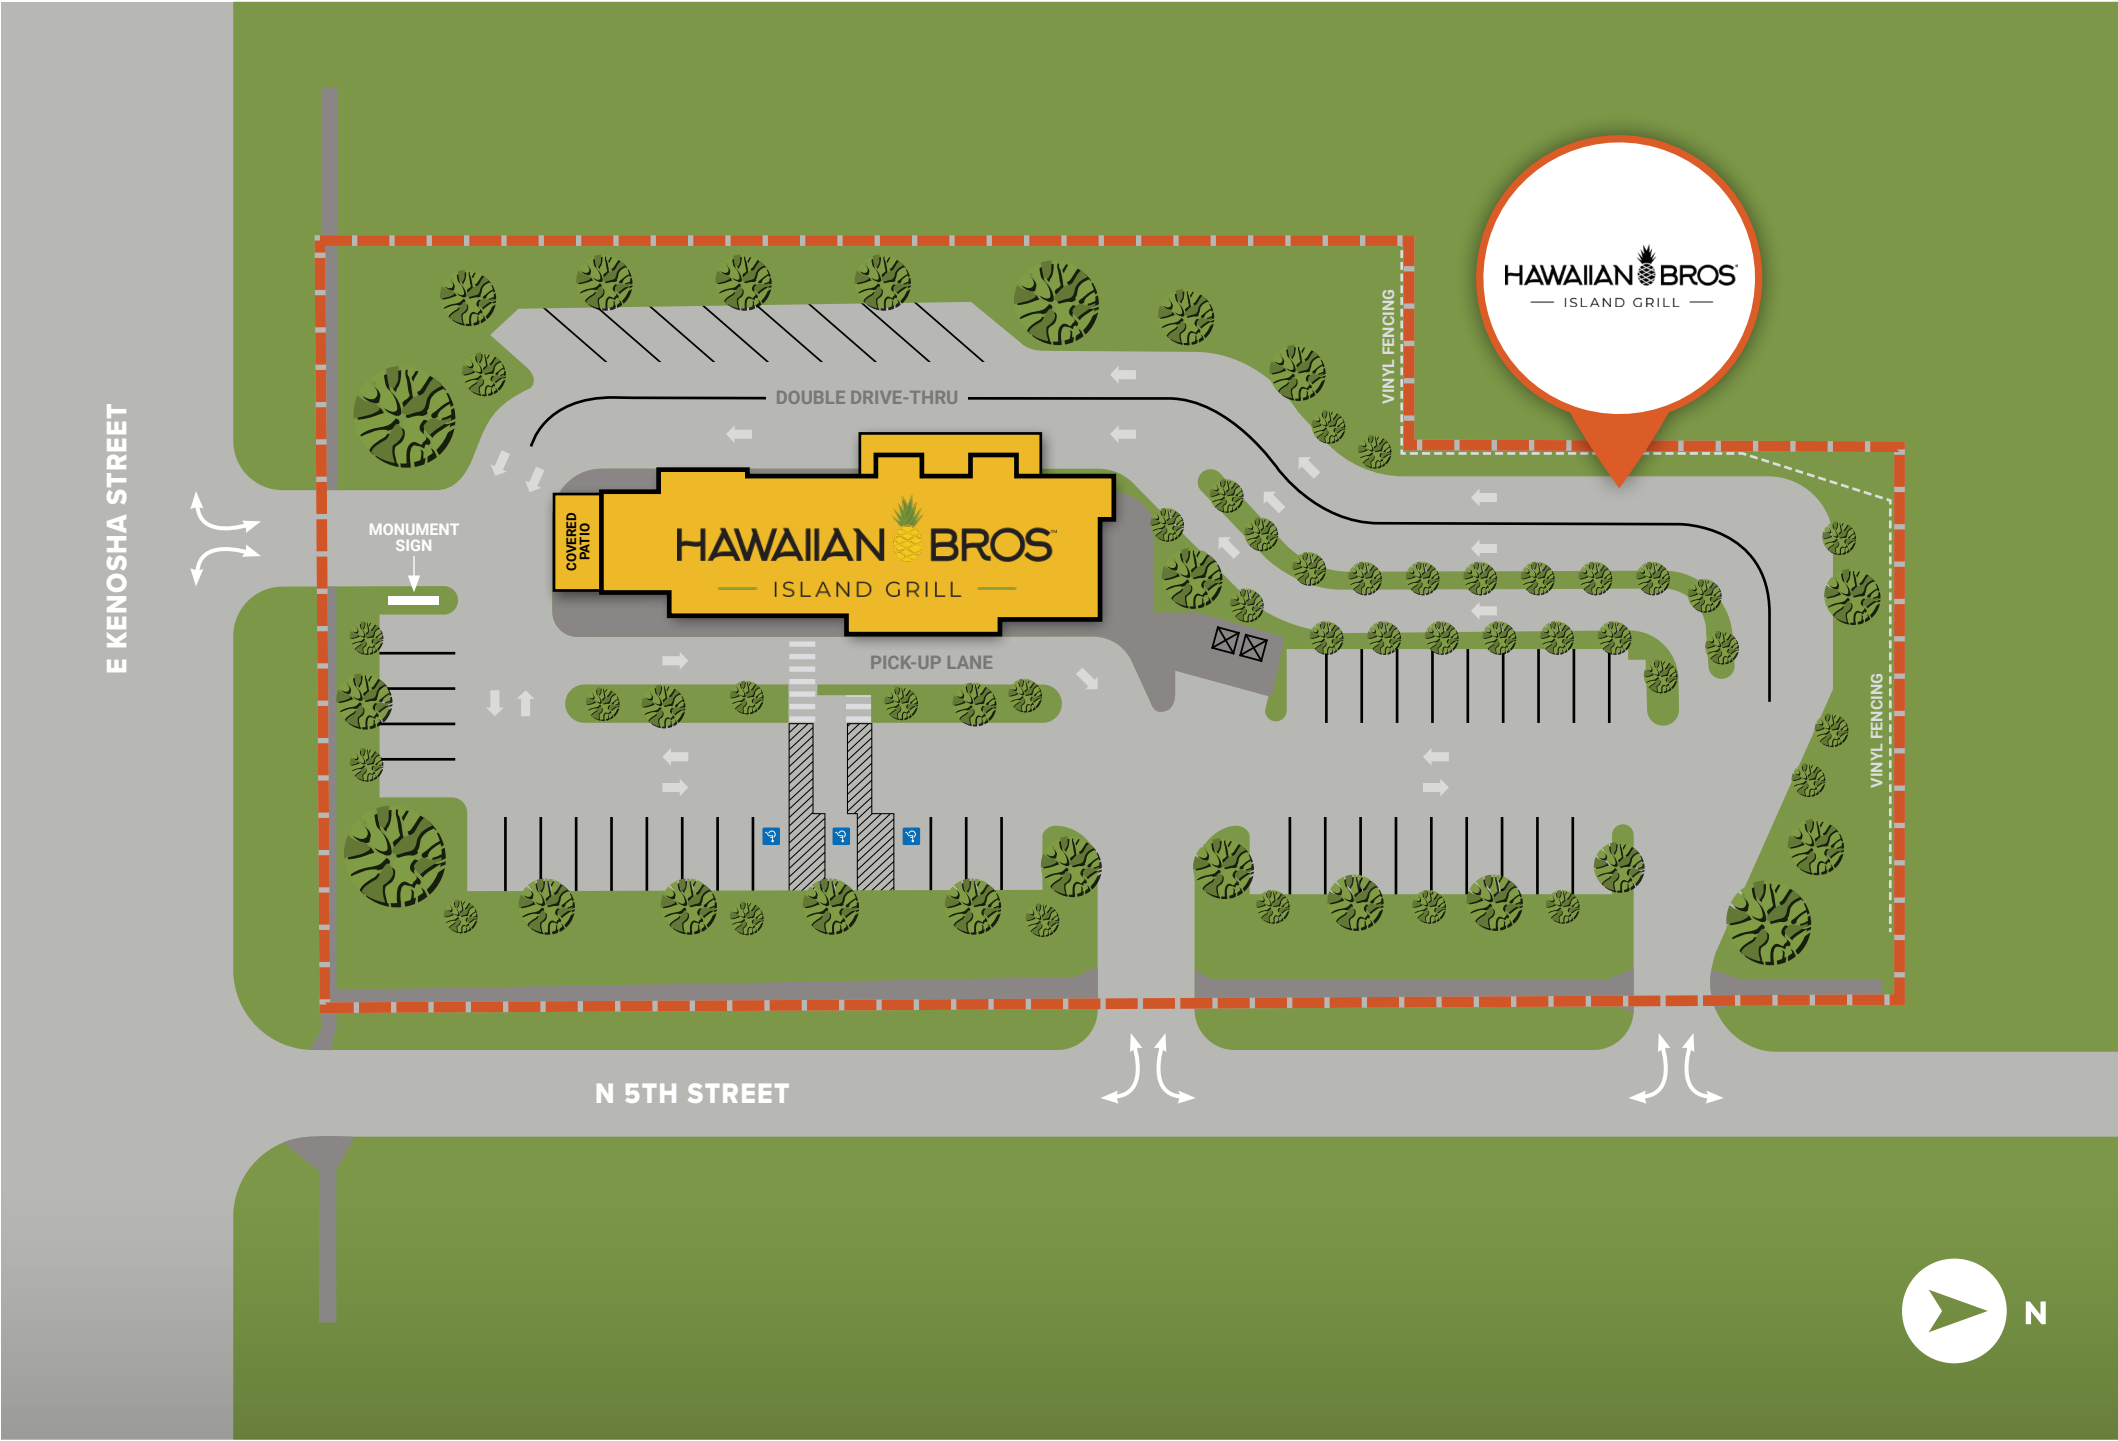 HAWAIIAN BROS
ISLAND GRILL
VINYL FENCING
DOUBLE DRIVE-THRU
E KENOSHA STREET
MONUMENT
SIGN
COVERED
PATIO
HAWAIIAN BROS™
ISLAND GRILL
PICK-UP LANE
VINYL FENCING
N 5TH STREET
N